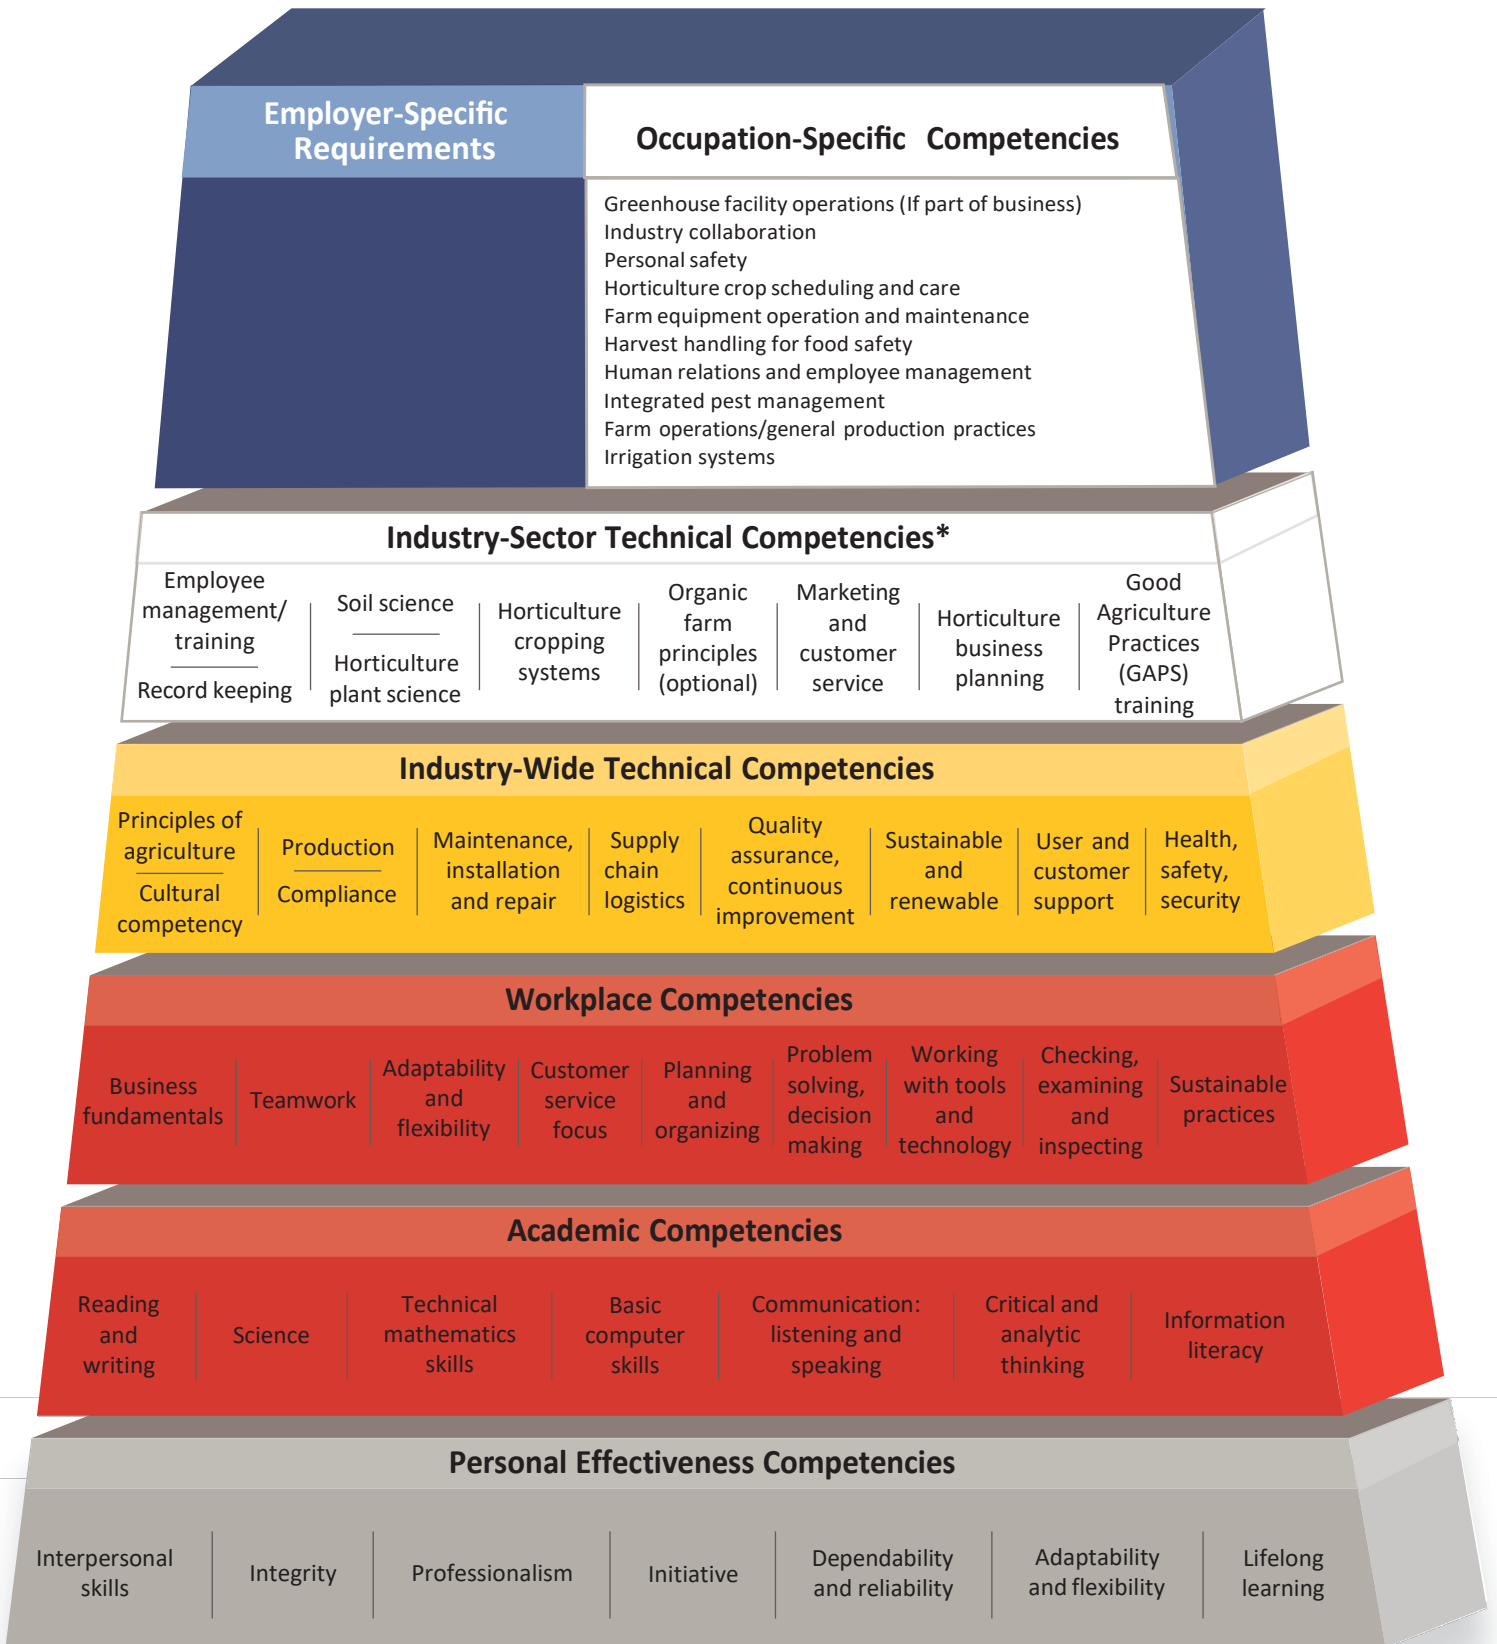 Employer-Specific
Requirements
Occupation-Specific Competencies
Greenhouse facility operations (If part of business)
Industry collaboration
Personal safety
Horticulture crop scheduling and care
Farm equipment operation and maintenance
Harvest handling for food safety
Human relations and employee management
Integrated pest management
Farm operations/general production practices
Irrigation systems
Industry-Sector Technical Competencies*
Employee
management/
training
Record keeping
Soil science
Horticulture
plant science
Horticulture
cropping
systems
Organic
farm
principles
(optional)
Marketing
and
customer
service
Horticulture
business
planning
Good
Agriculture
Practices
(GAPS)
training
Industry-Wide Technical Competencies
Principles of
agriculture
Cultural
competency
Production
Compliance
Maintenance,
installation
and repair
Supply
chain
logistics
Quality
assurance,
continuous
improvement
Sustainable
and
renewable
User and
customer
support
Health,
safety,
security
Workplace Competencies
Business
fundamentals
Teamwork
Adaptability
and
flexibility
Customer
service
focus
Planning
and
organizing
Problem
solving,
decision
making
Working
with tools
and
technology
Checking,
examining
and
inspecting
Sustainable
practices
Academic Competencies
Reading
and
writing
Science
Technical
mathematics
skills
Basic
computer
skills
Communication:
listening and
speaking
Critical and
analytic
thinking
Information
literacy
Personal Effectiveness Competencies
Interpersonal
skills
Integrity
Professionalism
Initiative
Dependability
and reliability
Adaptability
and flexibility
Lifelong
learning